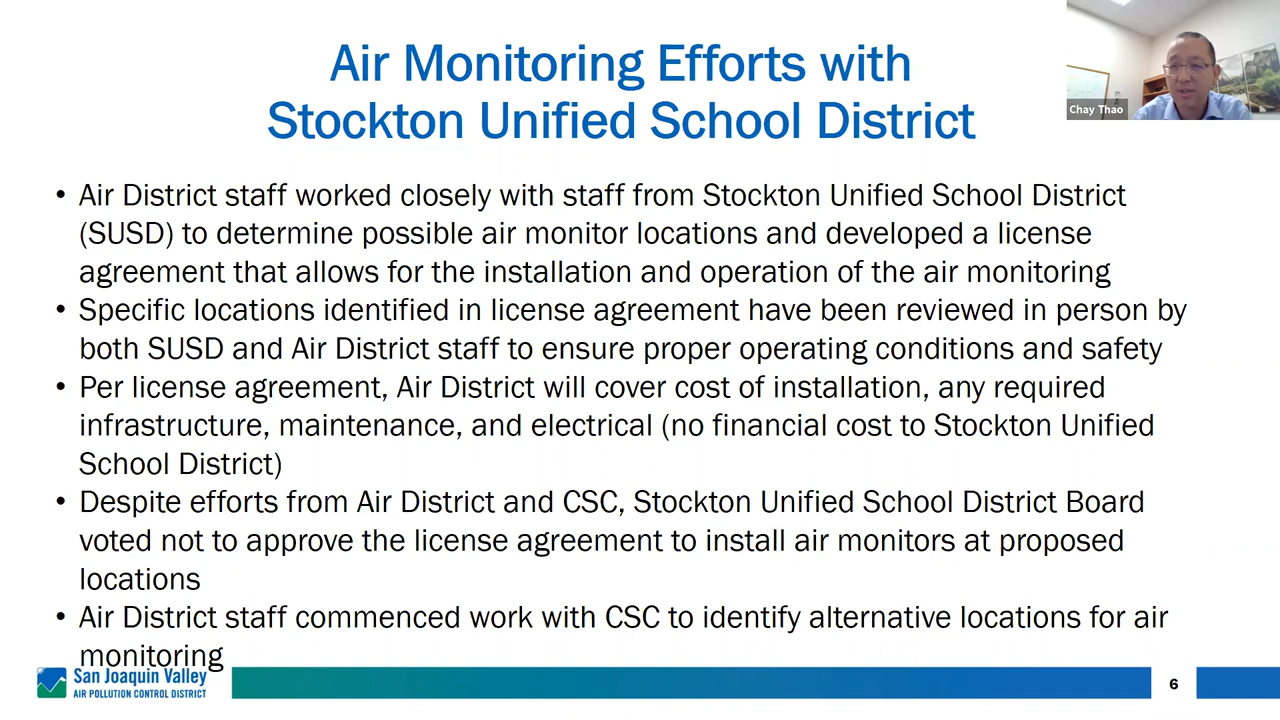 Air Monitoring Efforts with
Stockton Unified School District
Chay Thao
• Air District staff worked closely with staff from Stockton Unified School District
(SUSD) to determine possible air monitor locations and developed a license
agreement that allows for the installation and operation of the air monitoring
• Specific locations identified in license agreement have been reviewed in person by
both SUSD and Air District staff to ensure proper operating conditions and safety
• Per license agreement, Air District will cover cost of installation, any required
infrastructure, maintenance, and electrical (no financial cost to Stockton Unified
School District)
• Despite efforts from Air District and CSC, Stockton Unified School District Board
voted not to approve the license agreement to install air monitors at proposed
locations
• Air District staff commenced work with CSC to identify alternative locations for air
monitoring
San Joaquin Valley
AIR POLLUTION CONTROL DISTRICT
6